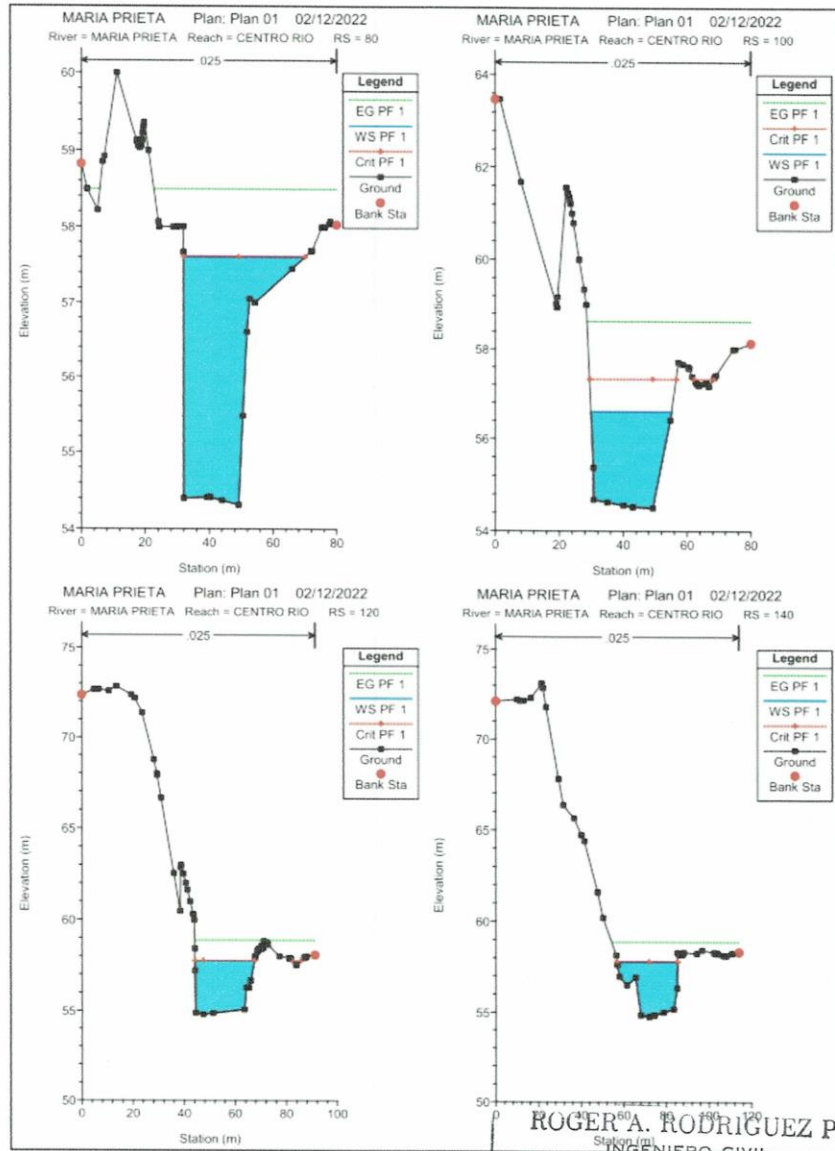 MARIA PRIETA Plan: Plan 01 02/12/2022
River = MARIA PRIETA Reach = CENTRO RIO RS = 80
.025
Legend
EG PF 1
WS PF 1
Crit PF 1
Ground
Bank Sta
60
59
58
57
56
55
54
Elevation (m)
0 20 40 60 80
Station (m)
MARIA PRIETA Plan: Plan 01 02/12/2022
River = MARIA PRIETA Reach = CENTRO RIO RS = 100
.025
Legend
EG PF 1
Crit PF 1
WS PF 1
Ground
Bank Sta
64
62
60
58
56
54
Elevation (m)
0 20 40 60 80
Station (m)
MARIA PRIETA Plan: Plan 01 02/12/2022
River = MARIA PRIETA Reach = CENTRO RIO RS = 120
.025
Legend
EG PF 1
WS PF 1
Crit PF 1
Ground
Bank Sta
75
70
65
60
55
50
Elevation (m)
0 20 40 60 80 100
Station (m)
MARIA PRIETA Plan: Plan 01 02/12/2022
River = MARIA PRIETA Reach = CENTRO RIO RS = 140
.025
Legend
EG PF 1
WS PF 1
Crit PF 1
Ground
Bank Sta
75
70
65
60
55
50
Elevation (m)
0 20 40 60 80 100 120
Station (m)
ROGER A. RODRIGUEZ P
INGENIERO CIVIL